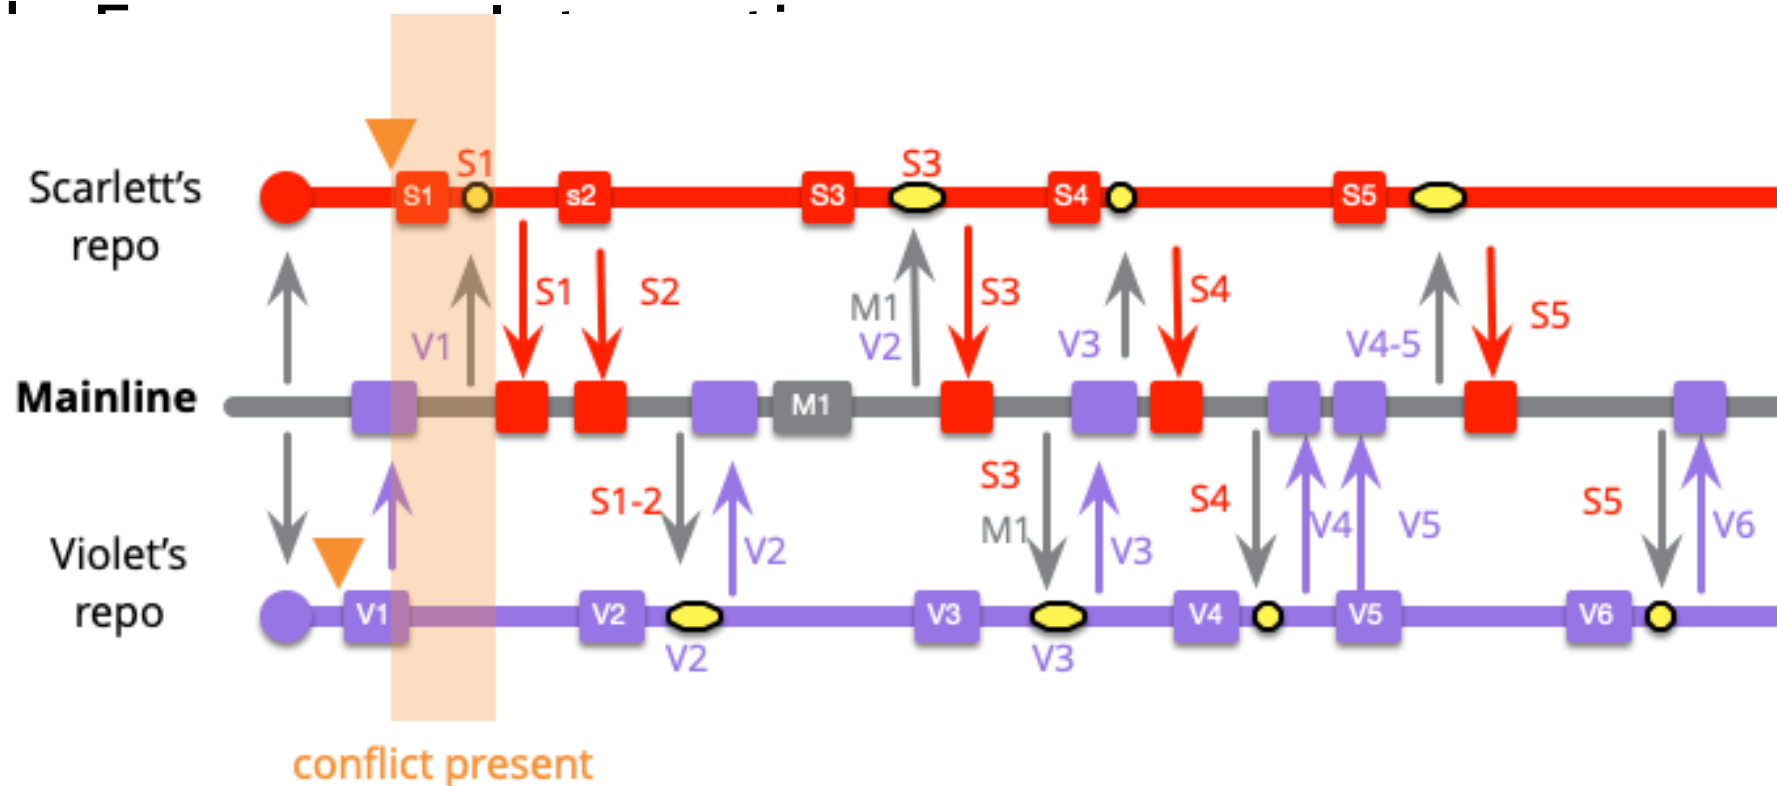 S1
S3
Scarlett's
repo
S1
s2
S3
S4
S5
S1
S2
S3
S4
S5
M1
V1
V2
V3
V4-5
Mainline
M1
S1-2
S3
S4
S5
M1
V2
V3
V4
V5
V6
Violet's
repo
V1
V2
V3
V4
V5
V6
V2
V3
conflict present